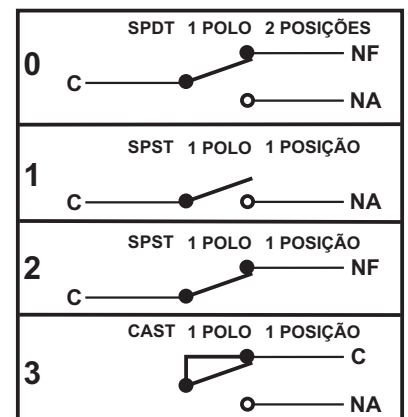 SPDT 1 POLO 2 POSIÇÕES
NF
0
C
NA
SPST 1 POLO 1 POSIÇÃO
1
C
NA
SPST 1 POLO 1 POSIÇÃO
NF
2
C
CAST 1 POLO 1 POSIÇÃO
C
3
NA